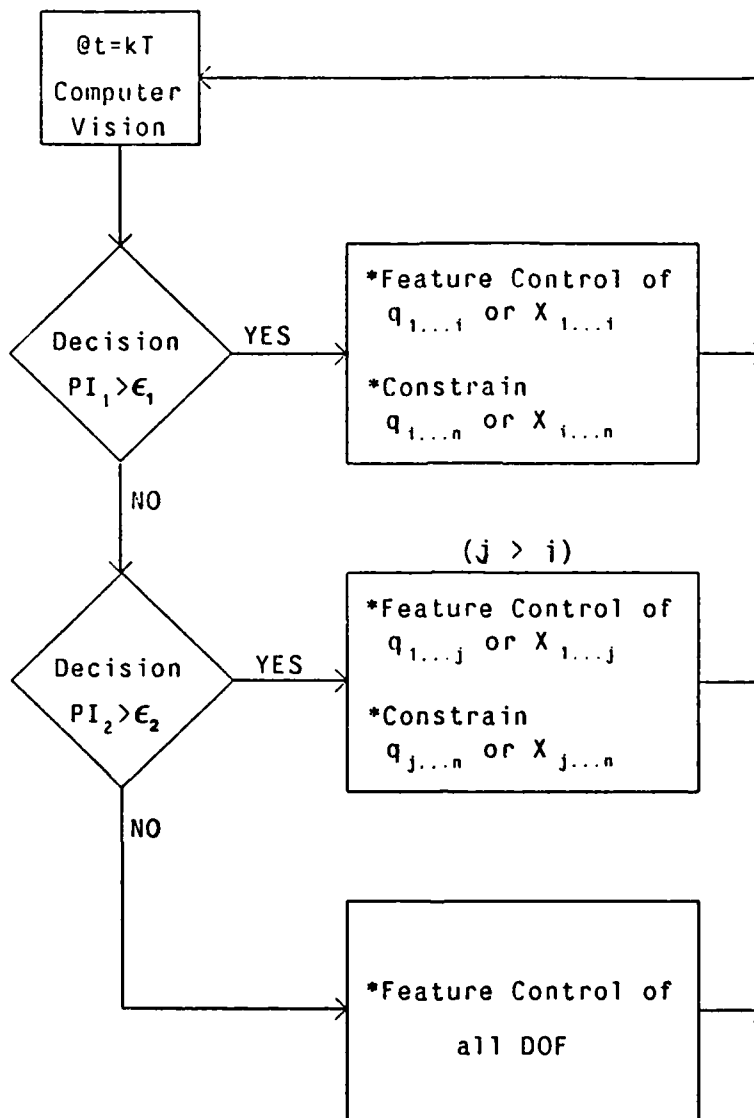 @t=kT
Computer
Vision
Decision
PI₁>ϵ₁
YES
*Feature Control of
q₁...ᵢ or X₁...ᵢ
*Constrain
qᵢ...ₙ or Xᵢ...ₙ
NO
(j > i)
Decision
PI₂>ϵ₂
YES
*Feature Control of
q₁...ⱼ or X₁...ⱼ
*Constrain
qⱼ...ₙ or Xⱼ...ₙ
NO
*Feature Control of
all DOF